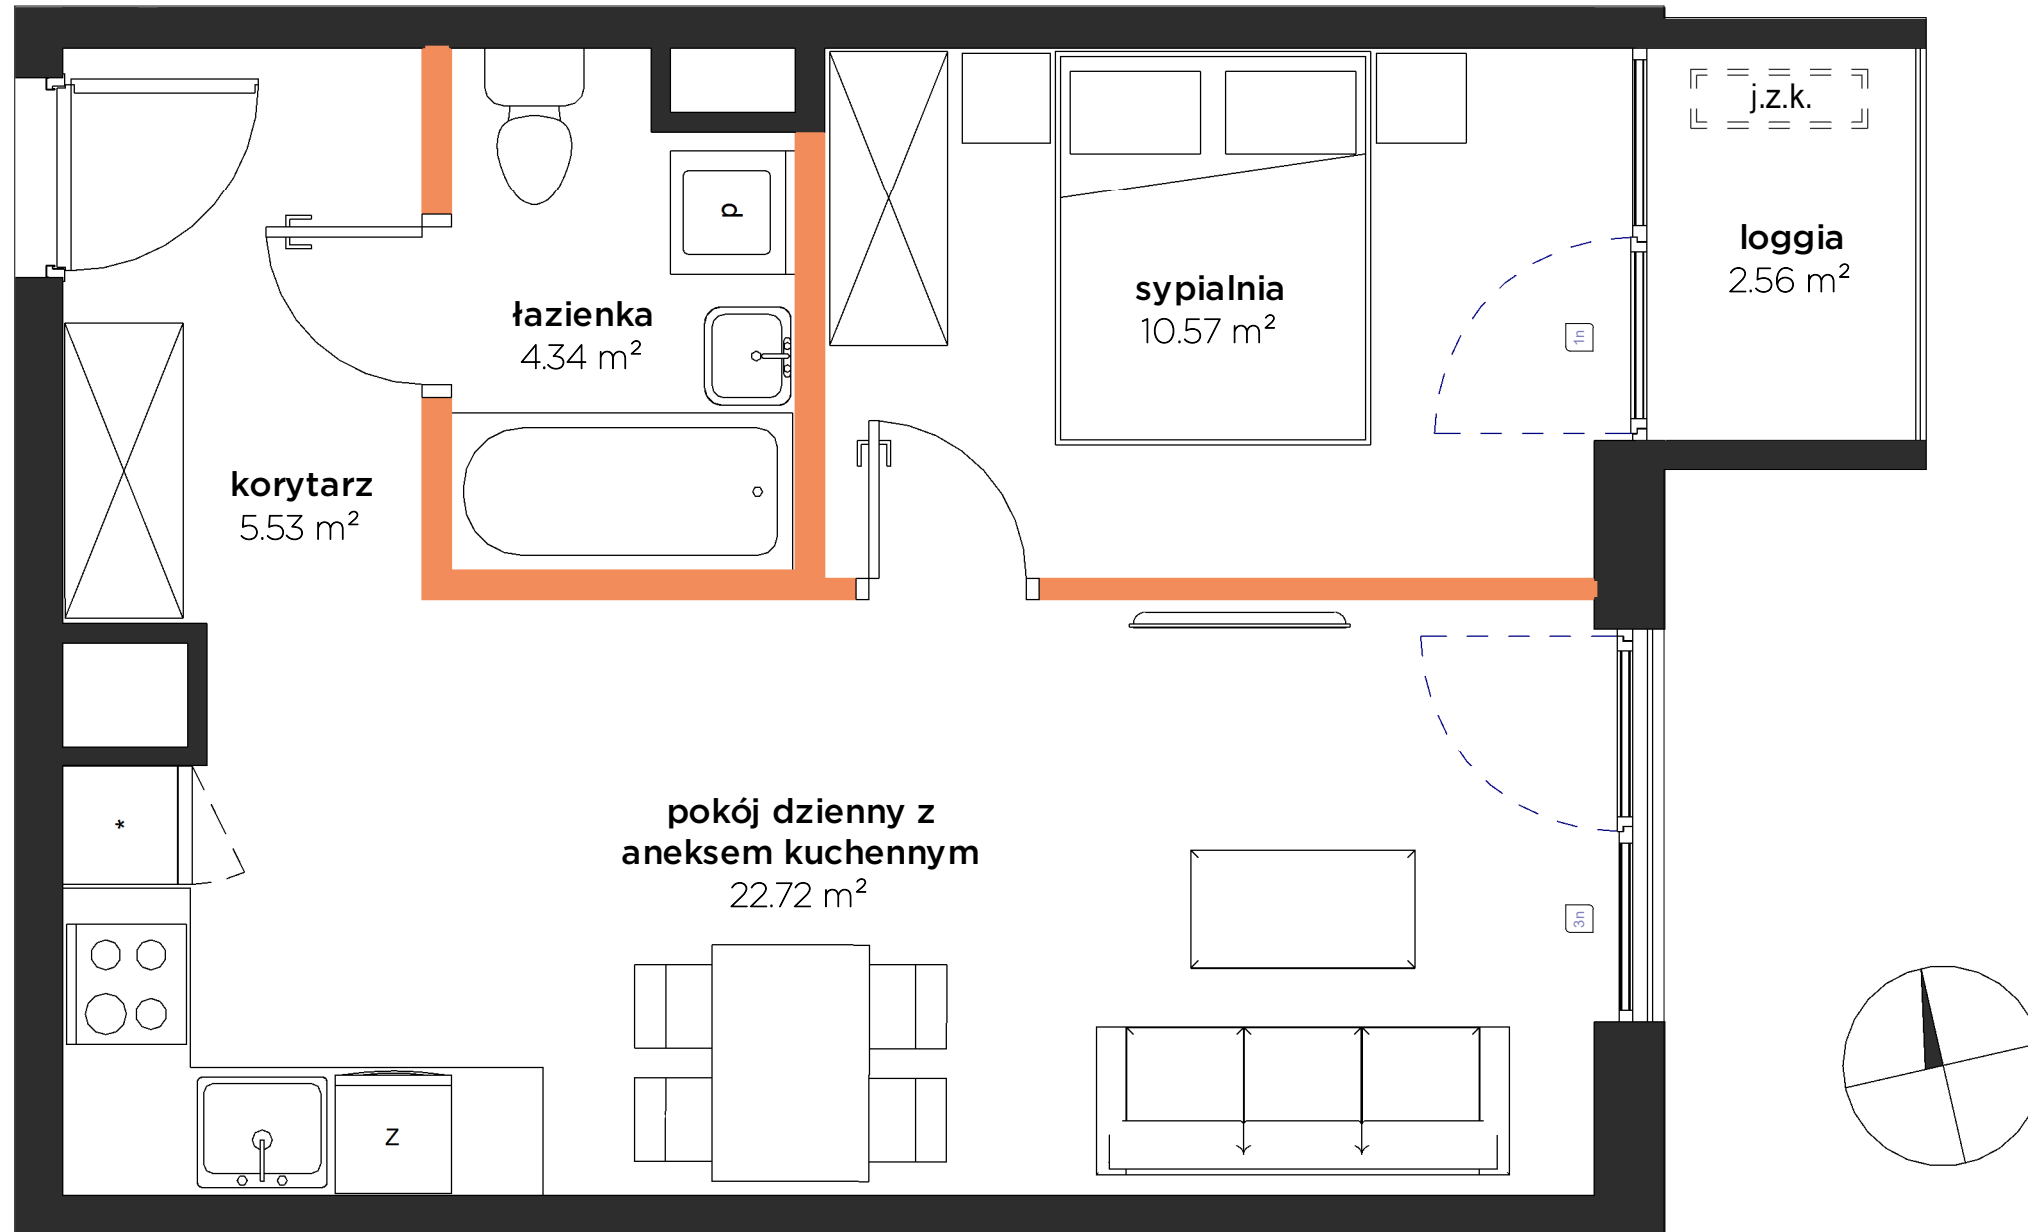 j.z.k.
loggia
2.56 m²
p
łazienka
4.34 m²
sypialnia
10.57 m²
1n
korytarz
5.53 m²
pokój dzienny z
aneksem kuchennym
22.72 m²
*
3n
Z